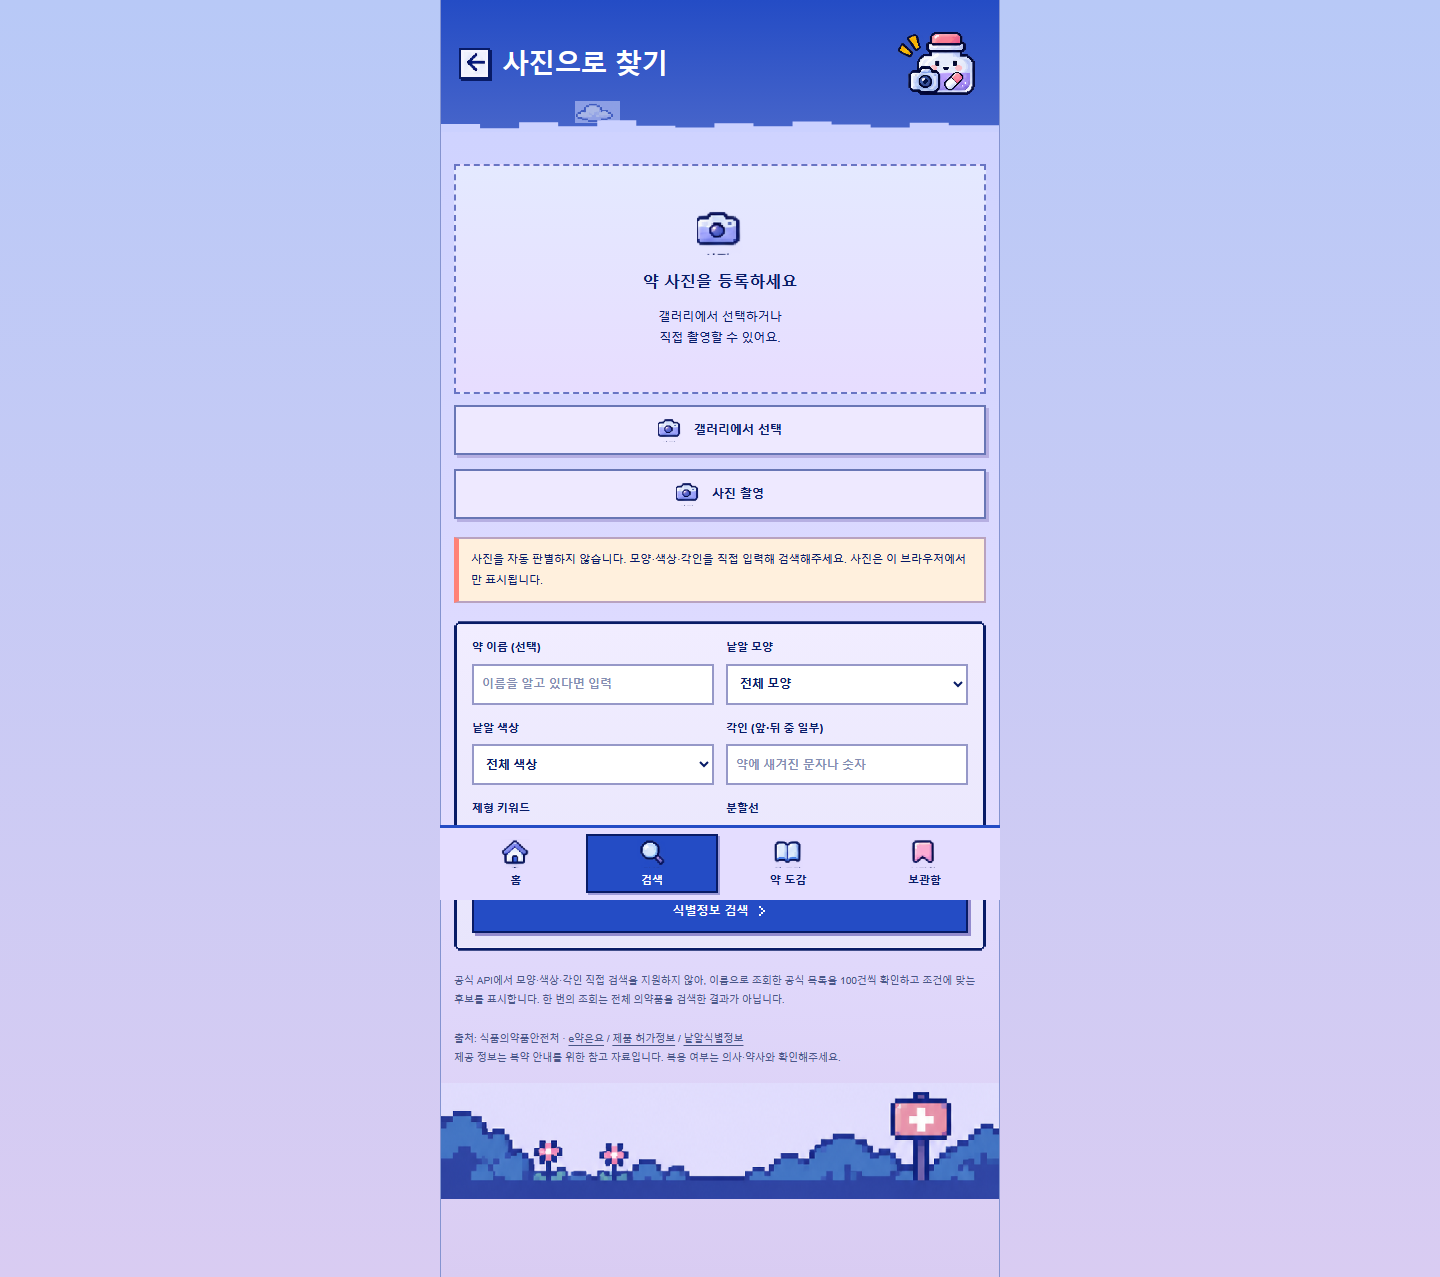 사진으로 찾기
약 사진을 등록하세요
갤러리에서 선택하거나
직접 촬영할 수 있어요.
갤러리에서 선택
사진 촬영
사진을 자동 판별하지 않습니다. 모양·색상·각인을 직접 입력해 검색해주세요. 사진은 이 브라우저에서
만 표시됩니다.
약 이름 (선택)
낱알 모양
이름을 알고 있다면 입력
전체 모양
낱알 색상
각인 (앞·뒤 중 일부)
전체 색상
약에 새겨진 문자나 숫자
제형 키워드
분할선
홈
검색
약 도감
보관함
식별정보 검색
공식 API에서 모양·색상·각인 직접 검색을 지원하지 않아, 이름으로 조회한 공식 목록을 100건씩 확인하고 조건에 맞는
후보를 표시합니다. 한 번의 조회는 전체 의약품을 검색한 결과가 아닙니다.
출처: 식품의약품안전처 · e약은요 / 제품 허가정보 / 낱알식별정보
제공 정보는 복약 안내를 위한 참고 자료입니다. 복용 여부는 의사·약사와 확인해주세요.